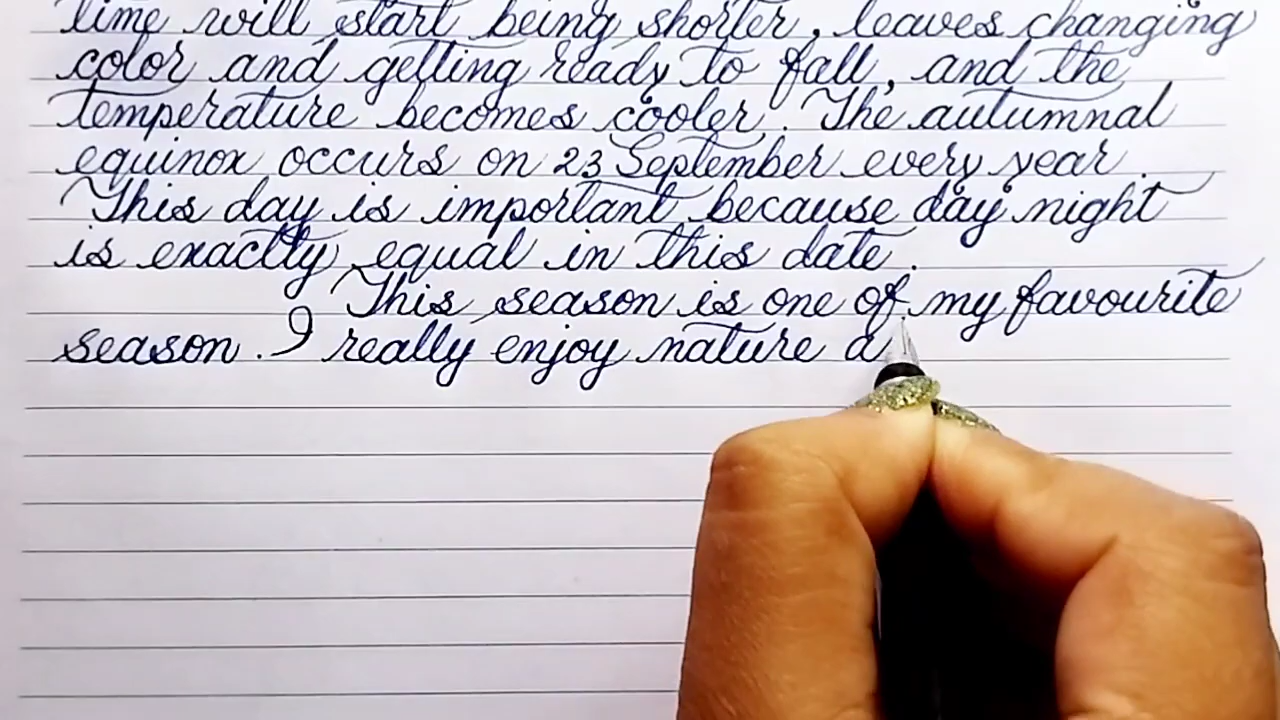 time will start being shorter, leaves changing
color and getting ready to fall, and the
temperature becomes cooler. The autumnal
equinox occurs on 23 September every year.
This day is important because day night
is exactly equal in this date.
This season is one of my favourite
season. I really enjoy nature a